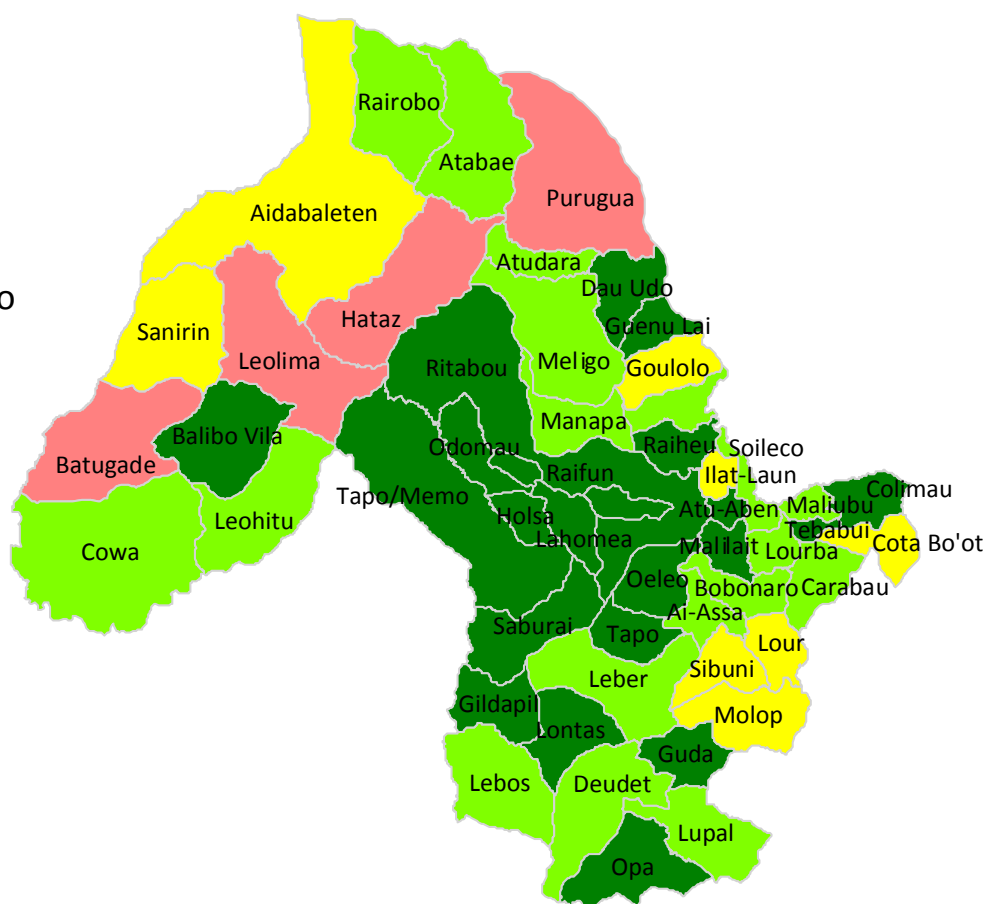 Rairobo
Atabae
Purugua
Aidabaleten
Atudara
Dau Udo
o
Hataz
Guenu Lai
Sanirin
Leolima
Meligo
Goulolo
Ritabou
Manapa
Balibo Vila
Odomau
Raiheu
Soileco
Batugade
Raifun
Ilat-Laun
Tapo/Memo
Colimau
Leohitu
Holsa
Atu-Aben
Maliubu
Lahomea
Tebabui
Cowa
Malilait
Lourba
Cota Bo'ot
Oeleo
Bobonaro
Carabau
Ai-Assa
Saburai
Tapo
Lour
Leber
Sibuni
Gildapil
Molop
Lontas
Guda
Lebos
Deudet
Lupal
Opa